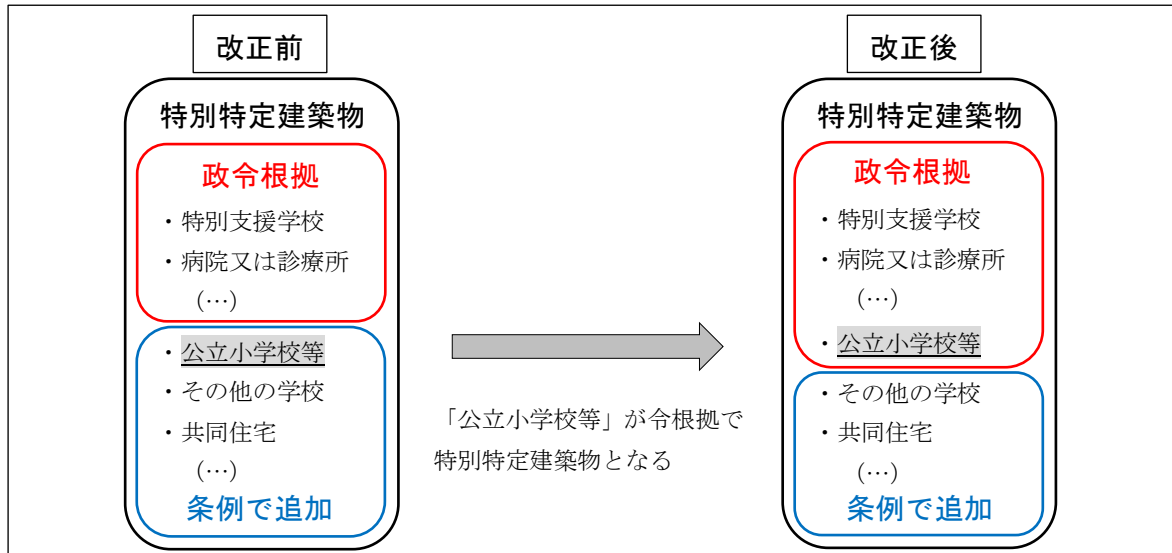 改正前
特別特定建築物
政令根拠
・特別支援学校
・病院又は診療所
(…)
・公立小学校等
・その他の学校
・共同住宅
(…)
条例で追加
「公立小学校等」が令根拠で
特別特定建築物となる
改正後
特別特定建築物
政令根拠
・特別支援学校
・病院又は診療所
(…)
・公立小学校等
・その他の学校
・共同住宅
(…)
条例で追加